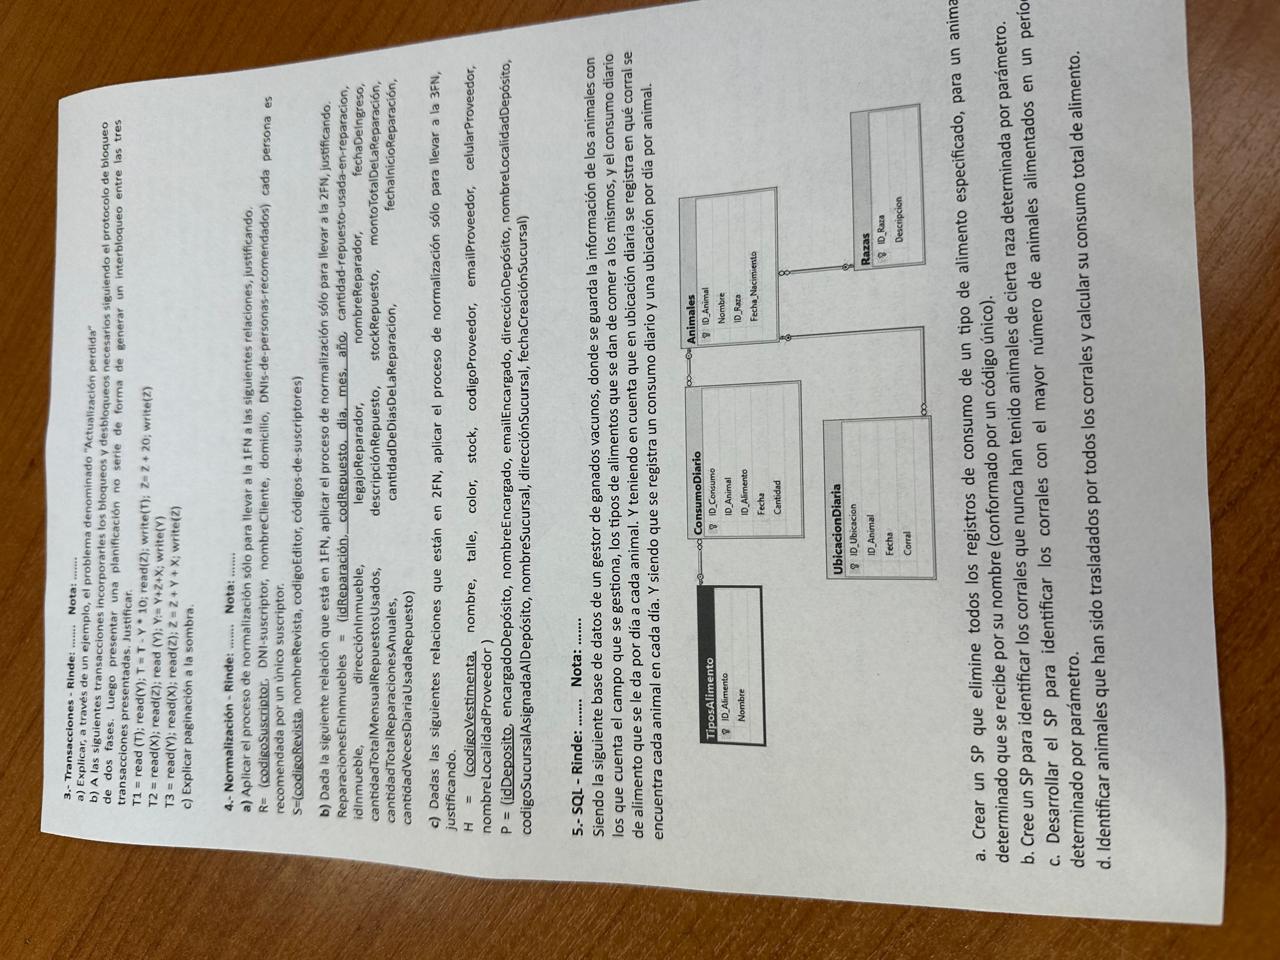 3.- Transacciones - Rinde: ....... Nota: .......
a) Explicar, a través de un ejemplo, el problema denominado "Actualización perdida"
b) A las siguientes transacciones incorporarles los bloqueos y desbloqueos necesarios siguiendo el protocolo de bloqueo
de dos fases. Luego presentar una planificación no serie de forma de generar un interbloqueo entre las tres
transacciones presentadas. Justificar.
T1 = read (T); read(Y); T = T - Y * 10; read(Z); write(T); Z= Z + 20; write(Z)
T2 = read(X); read(Z); read (Y); Y:= Y+Z+X; write(Y)
T3 = read(Y); read(X); read(Z); Z = Z + Y + X; write(Z)
c) Explicar paginación a la sombra.
4.- Normalización - Rinde: ....... Nota: .......
a) Aplicar el proceso de normalización sólo para llevar a la 1FN a las siguientes relaciones, justificando.
R= (codigoSuscriptor, DNI-suscriptor, nombreCliente, domicilio, DNIs-de-personas-recomendados) cada persona es
recomendada por un único suscriptor.
S=(codigoRevista, nombreRevista, codigoEditor, códigos-de-suscriptores)
b) Dada la siguiente relación que está en 1FN, aplicar el proceso de normalización sólo para llevar a la 2FN, justificando.
ReparacionesEnInmuebles = (idReparación, codRepuesto, dia, mes, año, cantidad-repuesto-usada-en-reparacion,
idInmueble, direcciónInmueble, legajoReparador, nombreReparador, fechaDeIngreso,
cantidadTotalMensualRepuestosUsados, descripciónRepuesto, stockRepuesto, montoTotalDeLaReparación,
cantidadTotalReparacionesAnuales, cantidadDeDiasDeLaReparacion, fechaInicioReparación,
cantidadVecesDiariaUsadaRepuesto)
c) Dadas las siguientes relaciones que están en 2FN, aplicar el proceso de normalización sólo para llevar a la 3FN,
justificando.
H = (codigoVestimenta, nombre, talle, color, stock, codigoProveedor, emailProveedor, celularProveedor,
nombreLocalidadProveedor )
P = (idDeposito, encargadoDepósito, nombreEncargado, emailEncargado, direcciónDepósito, nombreLocalidadDepósito,
codigoSucursalAsignadaAlDepósito, nombreSucursal, direcciónSucursal, fechaCreaciónSucursal)
5.- SQL - Rinde: ....... Nota: .......
Siendo la siguiente base de datos de un gestor de ganados vacunos, donde se guarda la información de los animales con
los que cuenta el campo que se gestiona, los tipos de alimentos que se dan de comer a los mismos, y el consumo diario
de alimento que se le da por día a cada animal. Y teniendo en cuenta que en ubicación diaria se registra en qué corral se
encuentra cada animal en cada día. Y siendo que se registra un consumo diario y una ubicación por día por animal.
TiposAlimento
ID_Alimento
Nombre
ConsumoDiario
ID_Consumo
ID_Animal
ID_Alimento
Fecha
Cantidad
Animales
ID_Animal
Nombre
ID_Raza
Fecha_Nacimiento
UbicacionDiaria
ID_Ubicacion
ID_Animal
Fecha
Corral
Razas
ID_Raza
Descripcion
a. Crear un SP que elimine todos los registros de consumo de un tipo de alimento especificado, para un anima
determinado que se recibe por su nombre (conformado por un código único).
b. Cree un SP para identificar los corrales que nunca han tenido animales de cierta raza determinada por parámetro.
c. Desarrollar el SP para identificar los corrales con el mayor número de animales alimentados en un perío
determinado por parámetro.
d. Identificar animales que han sido trasladados por todos los corrales y calcular su consumo total de alimento.